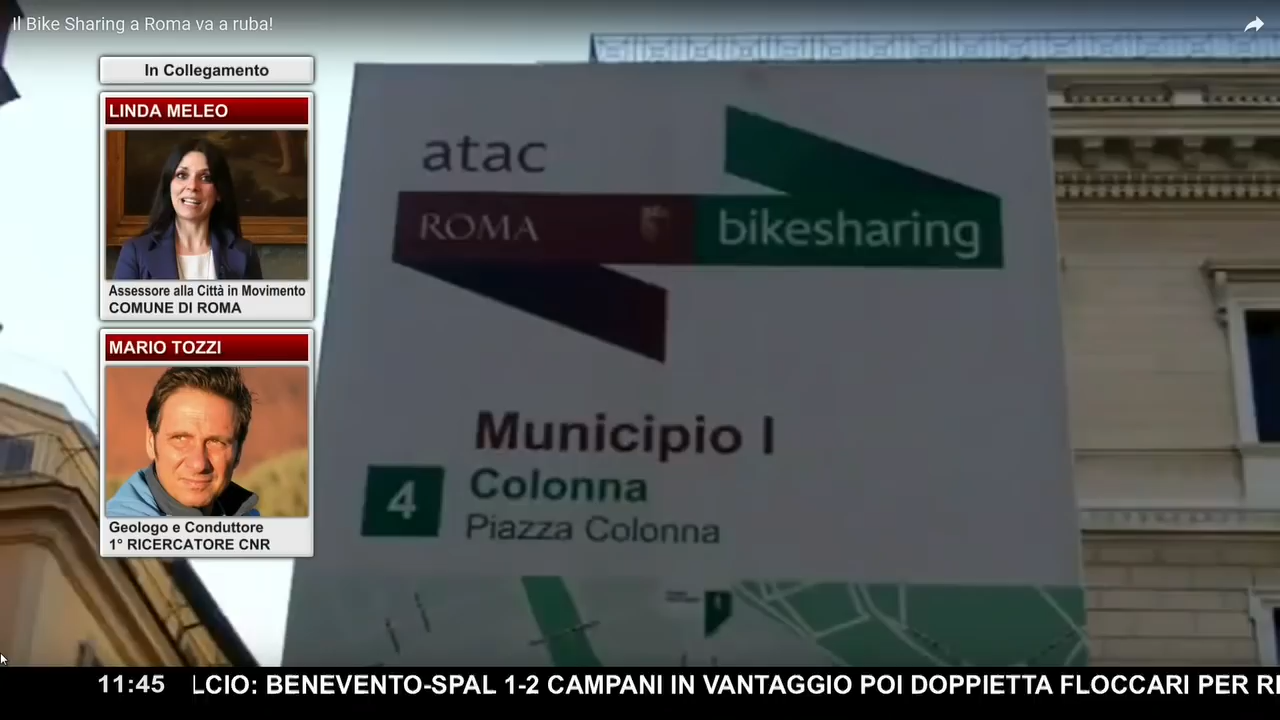 Il Bike Sharing a Roma va a ruba!
In Collegamento
LINDA MELEO
Assessore alla Città in Movimento
COMUNE DI ROMA
MARIO TOZZI
Geologo e Conduttore
1° RICERCATORE CNR
atac
ROMA
bikesharing
Municipio I
4
Colonna
Piazza Colonna
11:45
LCIO: BENEVENTO-SPAL 1-2 CAMPANI IN VANTAGGIO POI DOPPIETTA FLOCCARI PER